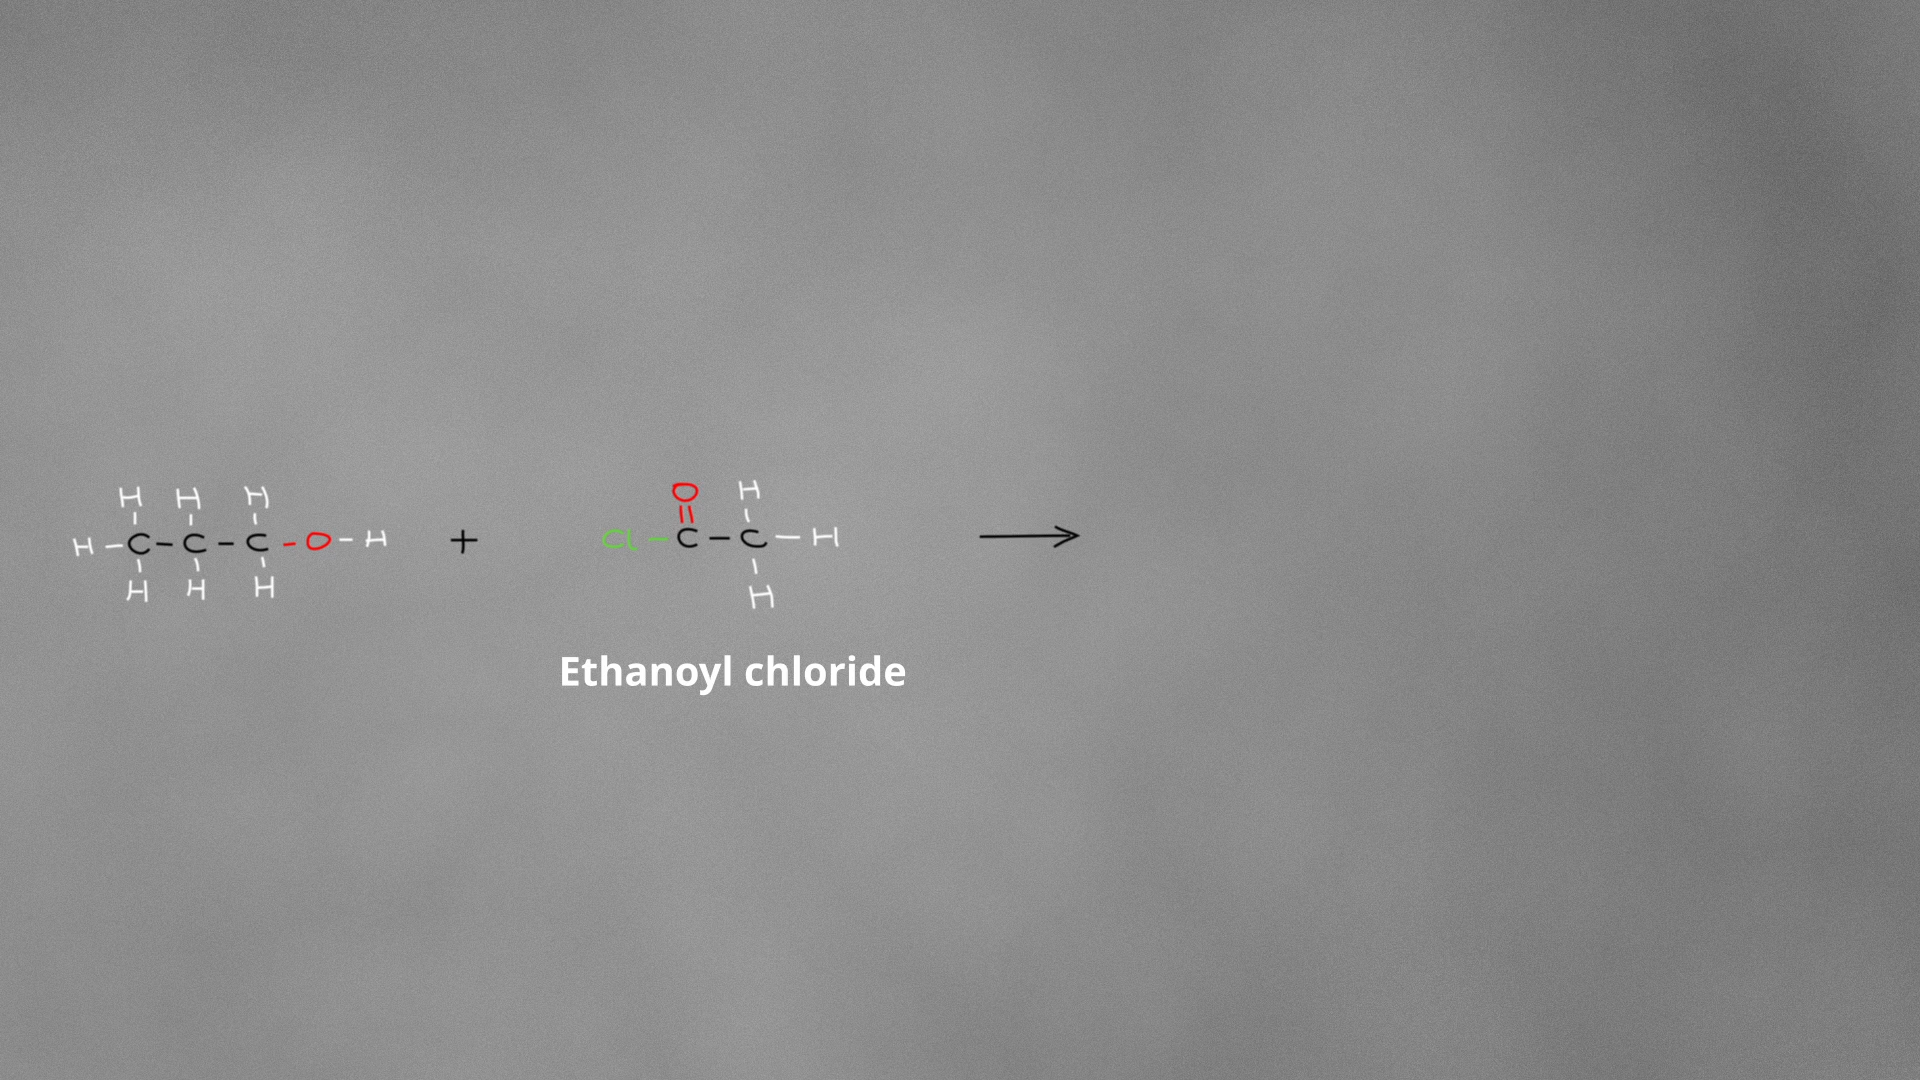 H H H O H
H – C – C – C – O – H + Cl – C – C – H →
H H H H
Ethanoyl chloride